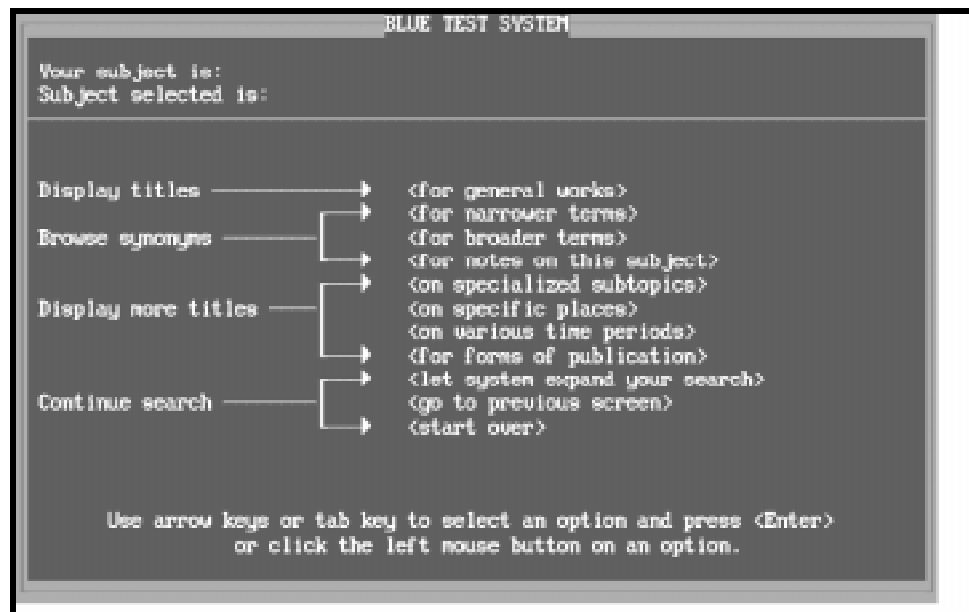 BLUE TEST SYSTEM
Your subject is:
Subject selected is:
Display titles <for general works>
<for narrower terms>
Browse synonyms <for broader terms>
<for notes on this subject>
<on specialized subtopics>
Display more titles <on specific places>
<on various time periods>
<for forms of publication>
<let system expand your search>
Continue search <go to previous screen>
<start over>
Use arrow keys or tab key to select an option and press <Enter>
or click the left mouse button on an option.